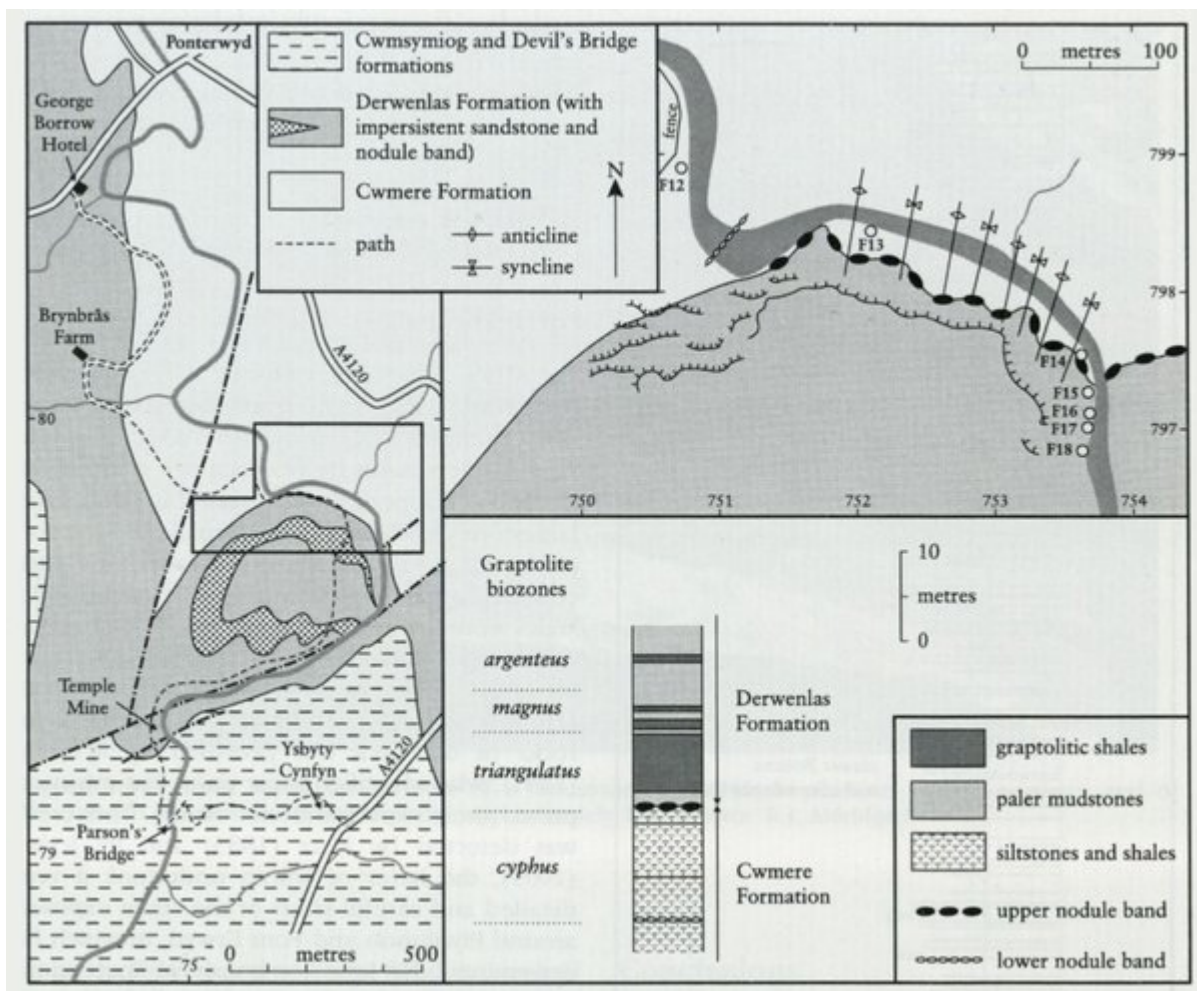 Ponterwyd
George
Borrow
Hotel
Brynbrâs
Farm
A4120
80
Temple
Mine
Ysbyty
Cynfyn
A4120
Parson's
Bridge
79
75
0 metres 500
Cwmsymiog and Devil's Bridge
formations
Derwenlas Formation (with
impersistent sandstone and
nodule band)
Cwmere Formation
path
anticline
syncline
N
0 metres 100
fence
F12
F13
F14
F15
F16
F17
F18
799
798
797
750 751 752 753 754
Graptolite
biozones
10
metres
0
argenteus
magnus
triangulatus
cyphus
Derwenlas
Formation
Cwmere
Formation
graptolitic shales
paler mudstones
siltstones and shales
upper nodule band
lower nodule band